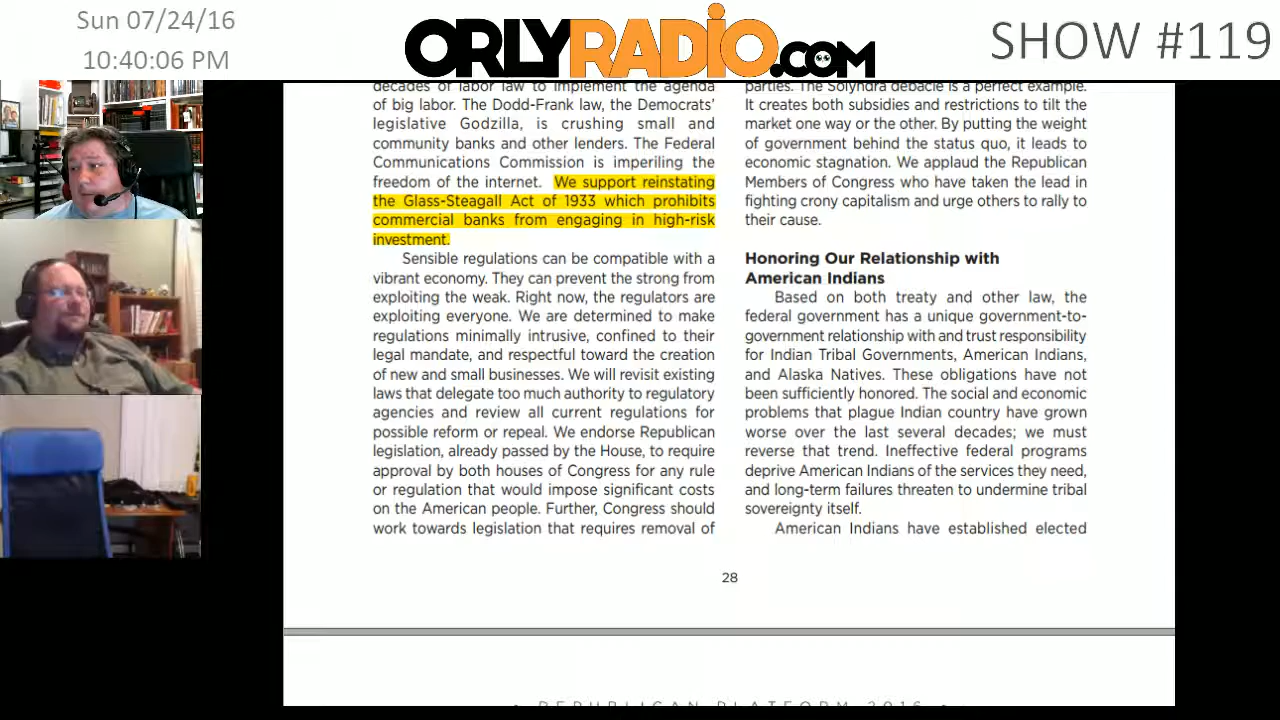 Sun 07/24/16
10:40:06 PM
ORLYRADIO.COM
SHOW #119
decades of labor law to implement the agenda
of big labor. The Dodd-Frank law, the Democrats'
legislative Godzilla, is crushing small and
community banks and other lenders. The Federal
Communications Commission is imperiling the
freedom of the internet. We support reinstating
the Glass-Steagall Act of 1933 which prohibits
commercial banks from engaging in high-risk
investment.
Sensible regulations can be compatible with a
vibrant economy. They can prevent the strong from
exploiting the weak. Right now, the regulators are
exploiting everyone. We are determined to make
regulations minimally intrusive, confined to their
legal mandate, and respectful toward the creation
of new and small businesses. We will revisit existing
laws that delegate too much authority to regulatory
agencies and review all current regulations for
possible reform or repeal. We endorse Republican
legislation, already passed by the House, to require
approval by both houses of Congress for any rule
or regulation that would impose significant costs
on the American people. Further, Congress should
work towards legislation that requires removal of
parties. The Solyndra debacle is a perfect example.
It creates both subsidies and restrictions to tilt the
market one way or the other. By putting the weight
of government behind the status quo, it leads to
economic stagnation. We applaud the Republican
Members of Congress who have taken the lead in
fighting crony capitalism and urge others to rally to
their cause.
Honoring Our Relationship with
American Indians
Based on both treaty and other law, the
federal government has a unique government-to-
government relationship with and trust responsibility
for Indian Tribal Governments, American Indians,
and Alaska Natives. These obligations have not
been sufficiently honored. The social and economic
problems that plague Indian country have grown
worse over the last several decades; we must
reverse that trend. Ineffective federal programs
deprive American Indians of the services they need,
and long-term failures threaten to undermine tribal
sovereignty itself.
American Indians have established elected
28
• REPUBLICAN PLATFORM 2016 •